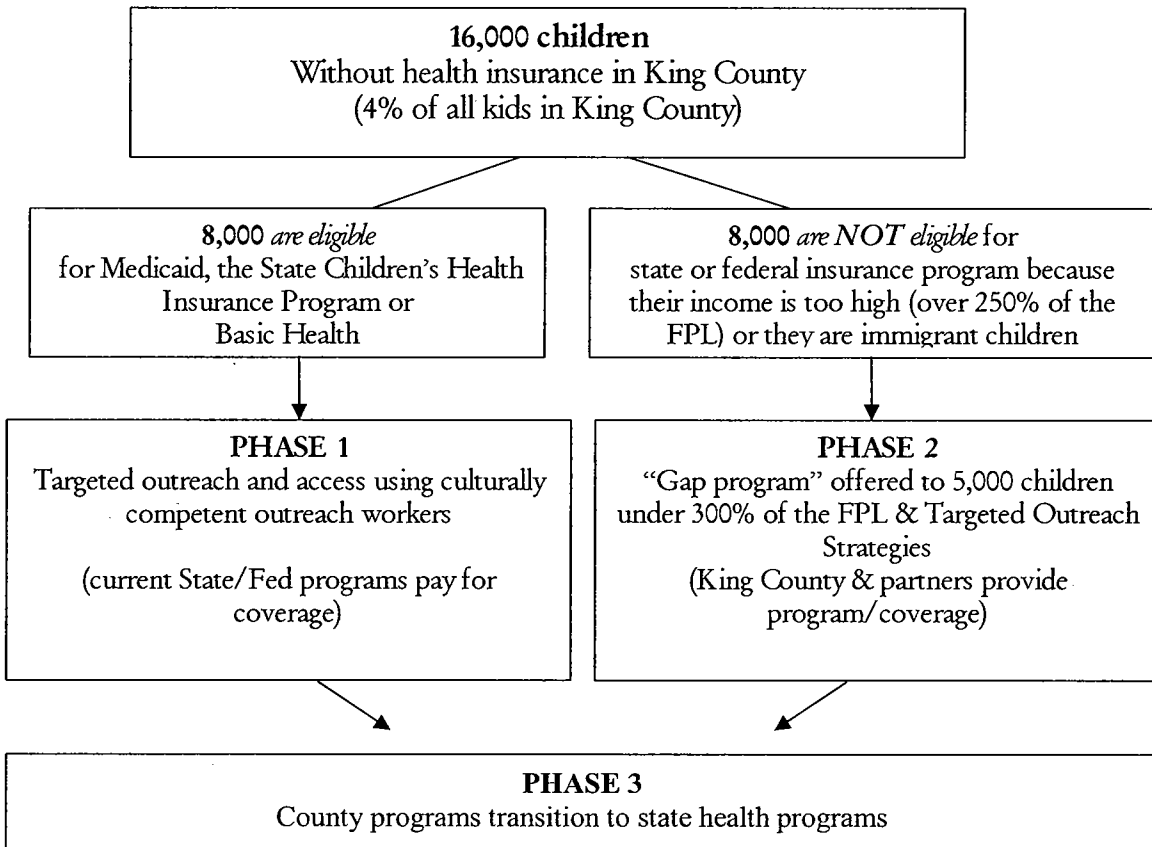 16,000 children
Without health insurance in King County
(4% of all kids in King County)
8,000 are eligible
for Medicaid, the State Children's Health
Insurance Program or
Basic Health
8,000 are NOT eligible for
state or federal insurance program because
their income is too high (over 250% of the
FPL) or they are immigrant children
PHASE 1
Targeted outreach and access using culturally
competent outreach workers
(current State/Fed programs pay for
coverage)
PHASE 2
“Gap program” offered to 5,000 children
under 300% of the FPL & Targeted Outreach
Strategies
(King County & partners provide
program/coverage)
PHASE 3
County programs transition to state health programs